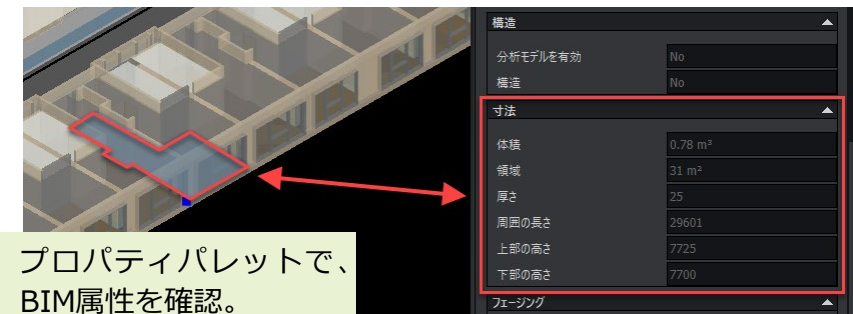 構造
分析モデルを有効 No
構造 No
寸法
体積 0.78 m³
領域 31 m²
厚さ 25
周囲の長さ 29601
上部の高さ 7725
下部の高さ 7700
フェージング
プロパティパレットで、
BIM属性を確認。